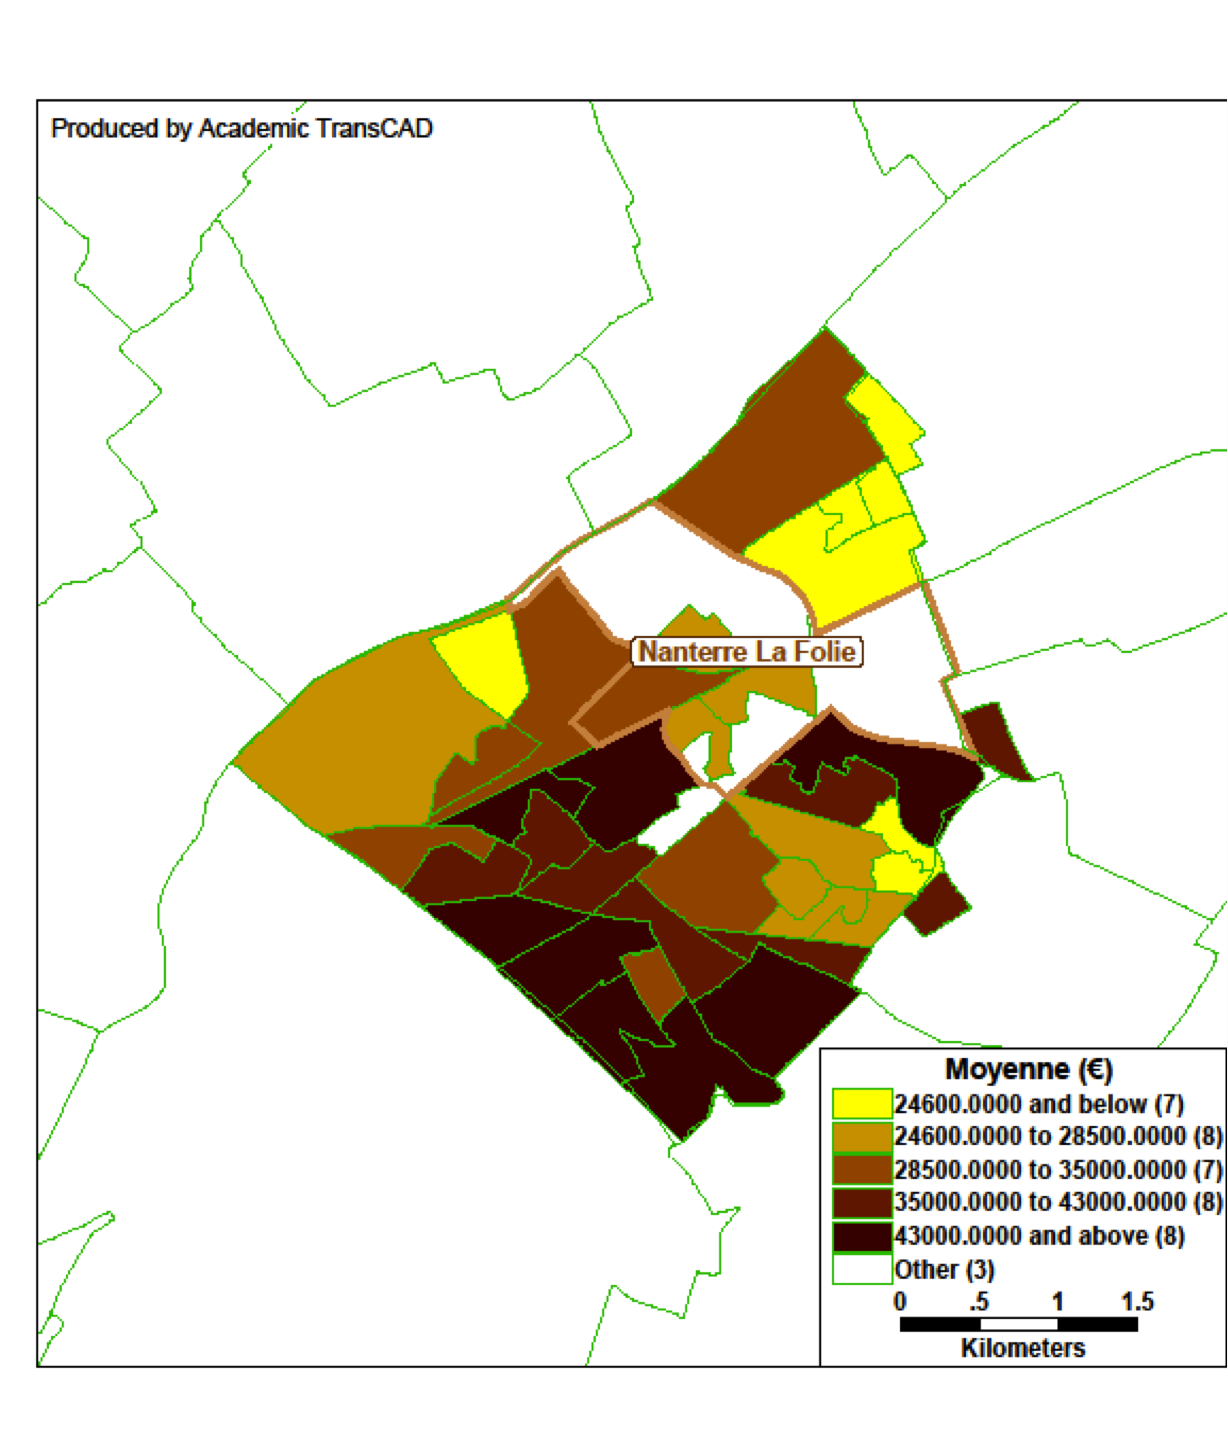 Produced by Academic TransCAD
Nanterre La Folie
Moyenne (€)
24600.0000 and below (7)
24600.0000 to 28500.0000 (8)
28500.0000 to 35000.0000 (7)
35000.0000 to 43000.0000 (8)
43000.0000 and above (8)
Other (3)
0 .5 1 1.5
Kilometers